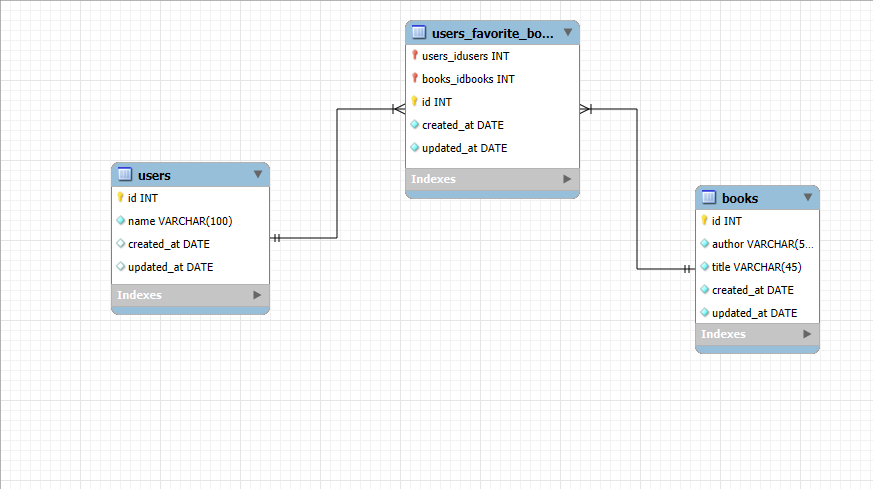 users_favorite_bo...
users_idusers INT
books_idbooks INT
id INT
created_at DATE
updated_at DATE
Indexes
users
id INT
name VARCHAR(100)
created_at DATE
updated_at DATE
Indexes
books
id INT
author VARCHAR(5...
title VARCHAR(45)
created_at DATE
updated_at DATE
Indexes